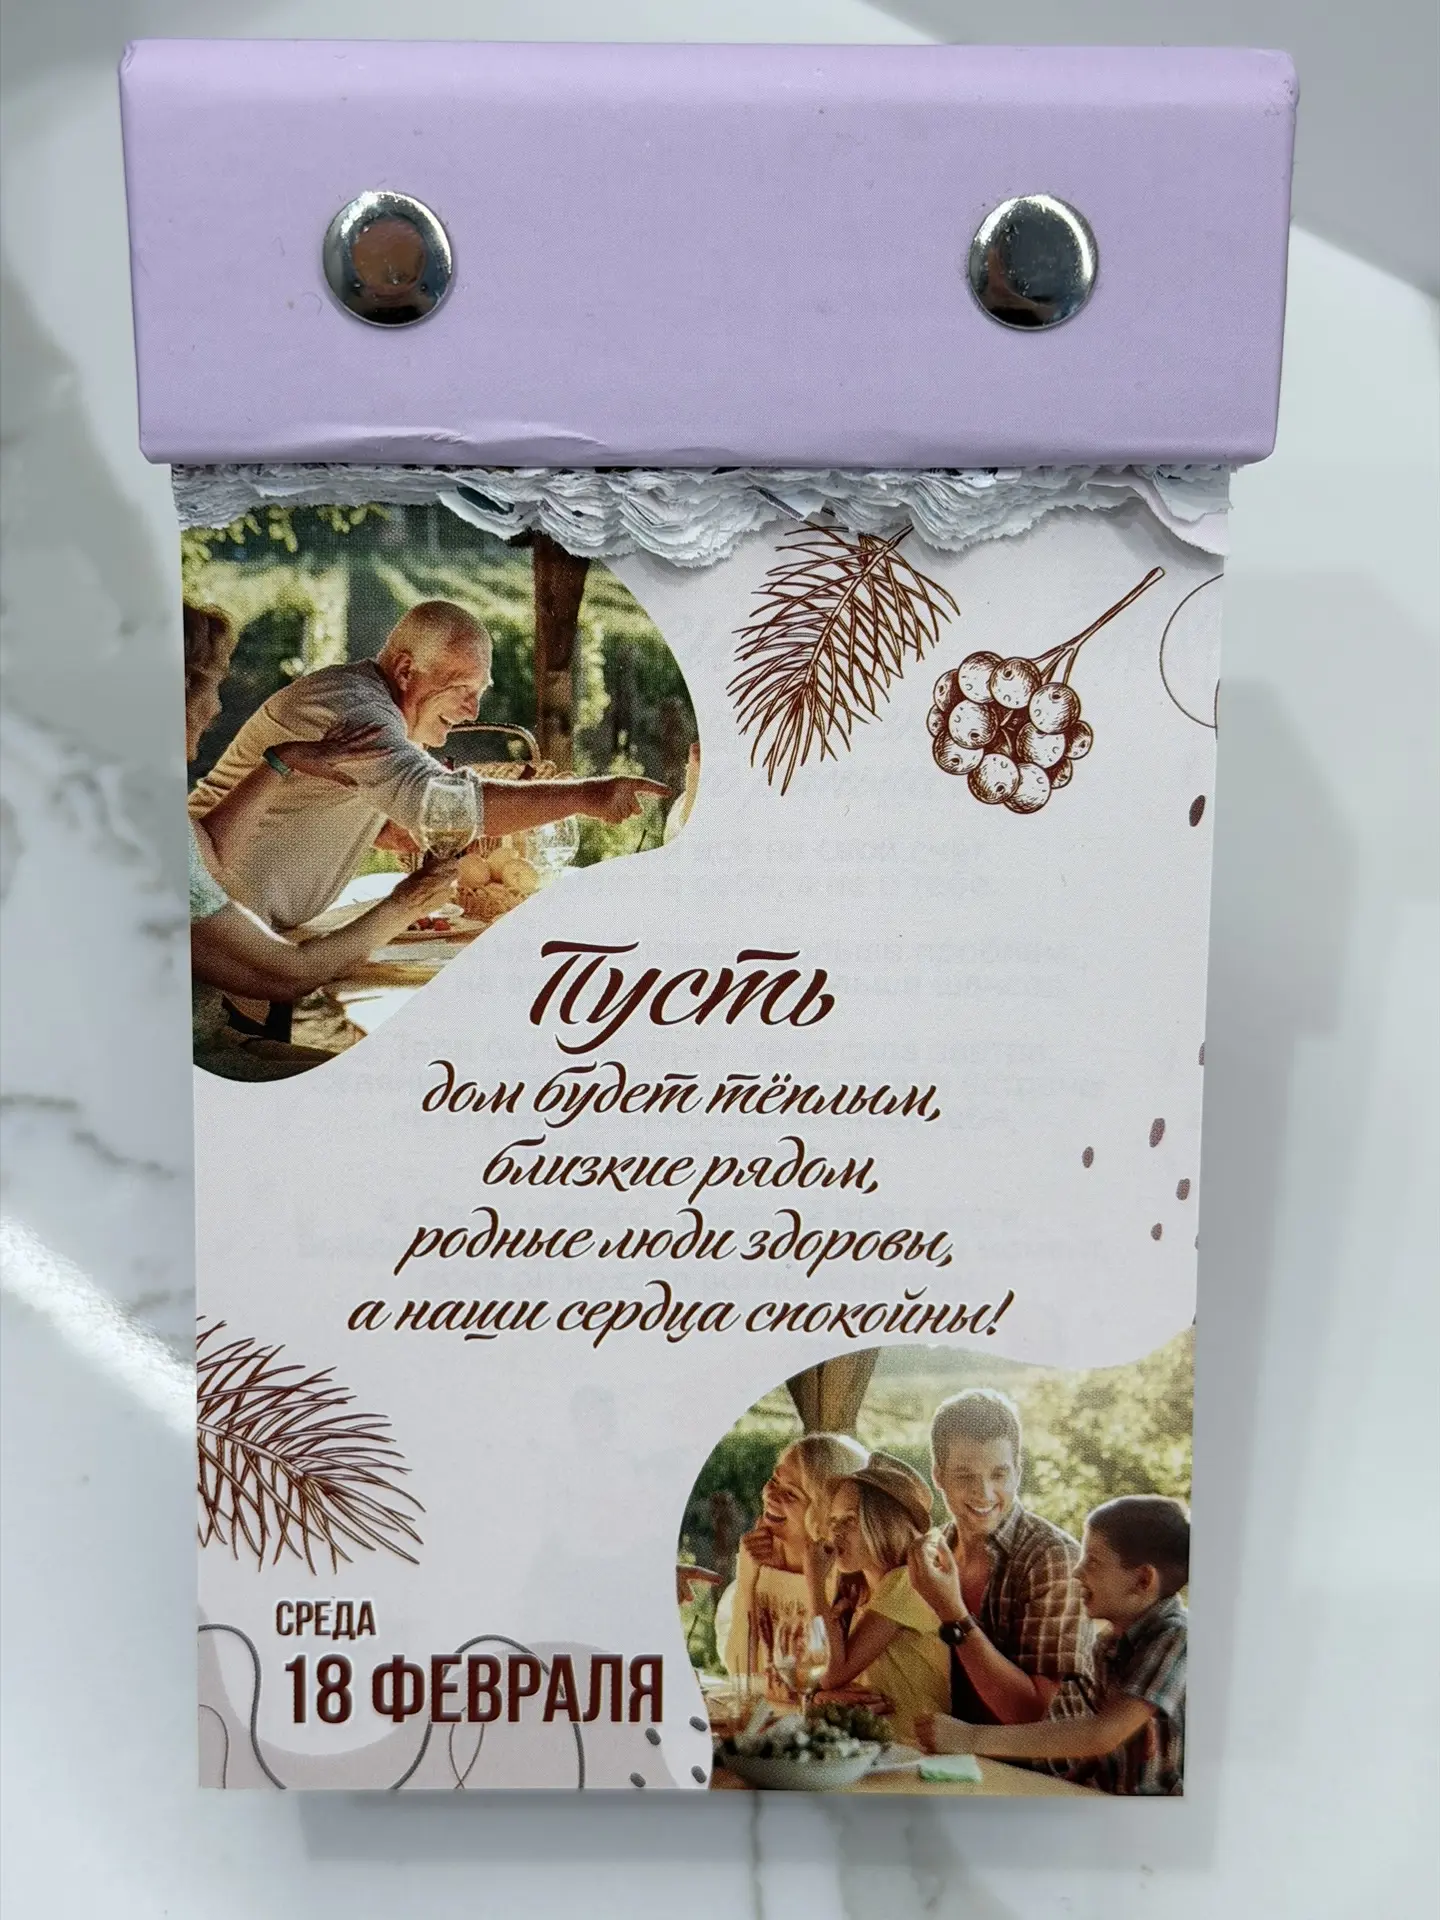 Пусть
дом будет тёплым,
близкие рядом,
родные люди здоровы,
а наши сердца спокойны!
СРЕДА
18 ФЕВРАЛЯ